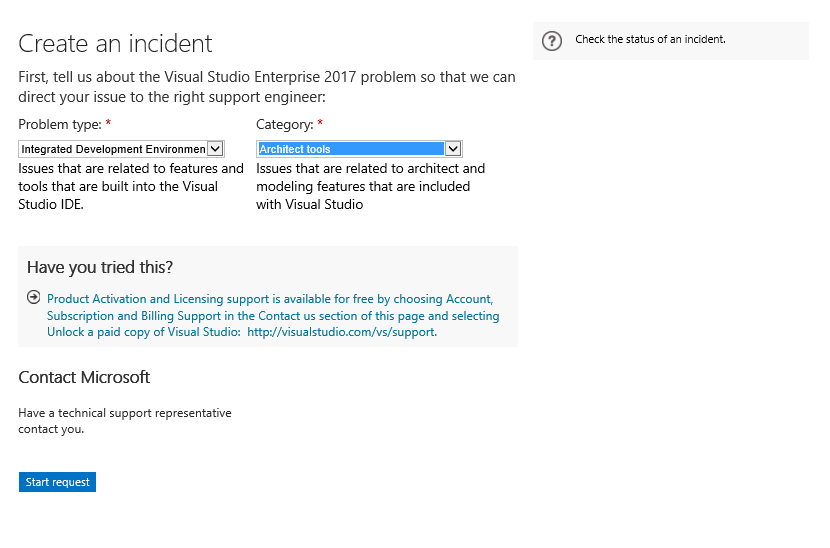 Create an incident
Check the status of an incident.
First, tell us about the Visual Studio Enterprise 2017 problem so that we can
direct your issue to the right support engineer:
Problem type: *
Category: *
Integrated Development Environmen
Architect tools
Issues that are related to features and
tools that are built into the Visual
Studio IDE.
Issues that are related to architect and
modeling features that are included
with Visual Studio
Have you tried this?
Product Activation and Licensing support is available for free by choosing Account,
Subscription and Billing Support in the Contact us section of this page and selecting
Unlock a paid copy of Visual Studio: http://visualstudio.com/vs/support.
Contact Microsoft
Have a technical support representative
contact you.
Start request